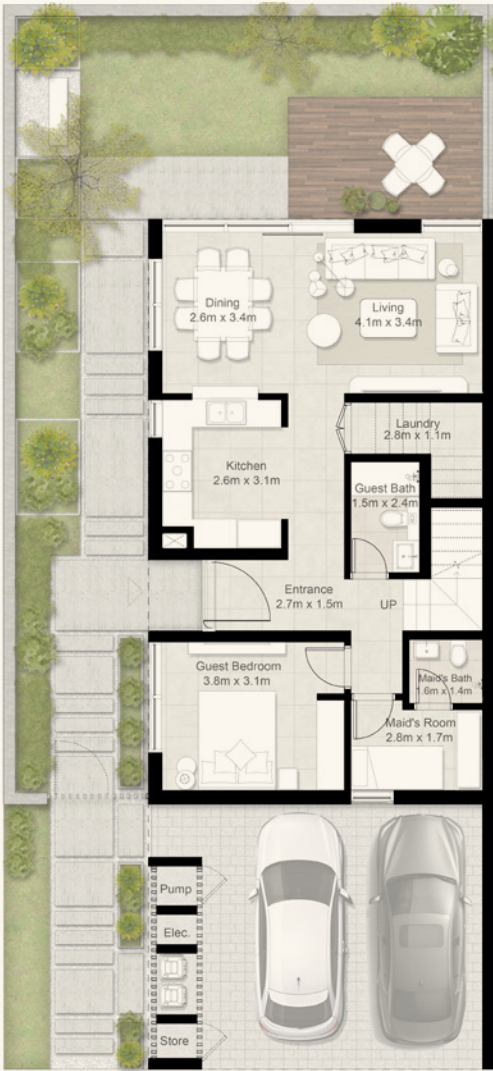 Dining
2.6m x 3.4m
Living
4.1m x 3.4m
Laundry
2.8m x 1.1m
Kitchen
2.6m x 3.1m
Guest Bath
1.5m x 2.4m
Entrance
2.7m x 1.5m
UP
Guest Bedroom
3.8m x 3.1m
Maid's Bath
1.6m x 1.4m
Maid's Room
2.8m x 1.7m
Pump
Elec.
Store